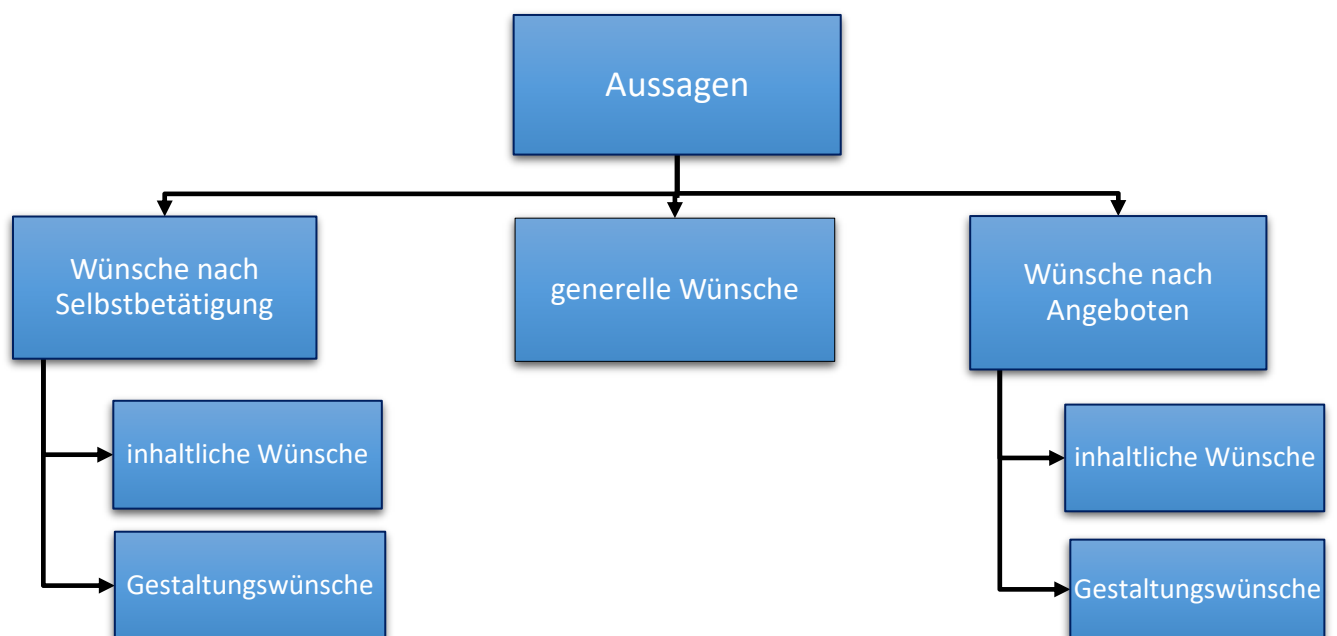 Aussagen
Wünsche nach
Selbstbetätigung
generelle Wünsche
Wünsche nach
Angeboten
inhaltliche Wünsche
Gestaltungswünsche
inhaltliche Wünsche
Gestaltungswünsche